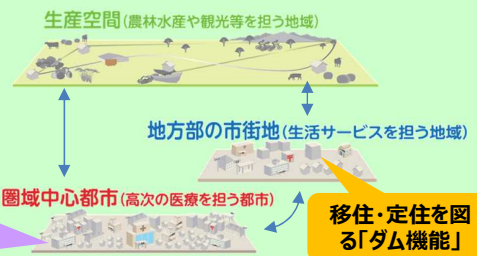 生産空間(農林水産や観光等を担う地域)
地方部の市街地(生活サービスを担う地域)
圏域中心都市(高次の医療を担う都市)
移住・定住を図
る「ダム機能」